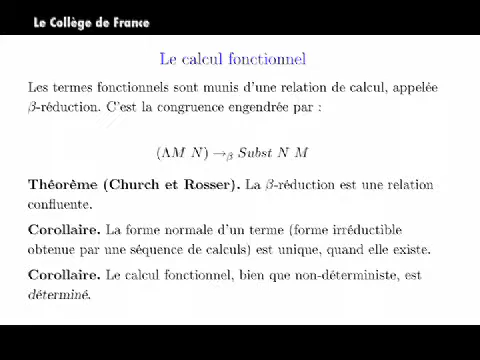 Le Collège de France
Le calcul fonctionnel
Les termes fonctionnels sont munis d'une relation de calcul, appelée
β-réduction. C'est la congruence engendrée par :
(ΛM N) →β Subst N M
Théorème (Church et Rosser). La β-réduction est une relation
confluente.
Corollaire. La forme normale d'un terme (forme irréductible
obtenue par une séquence de calculs) est unique, quand elle existe.
Corollaire. Le calcul fonctionnel, bien que non-déterministe, est
déterminé.